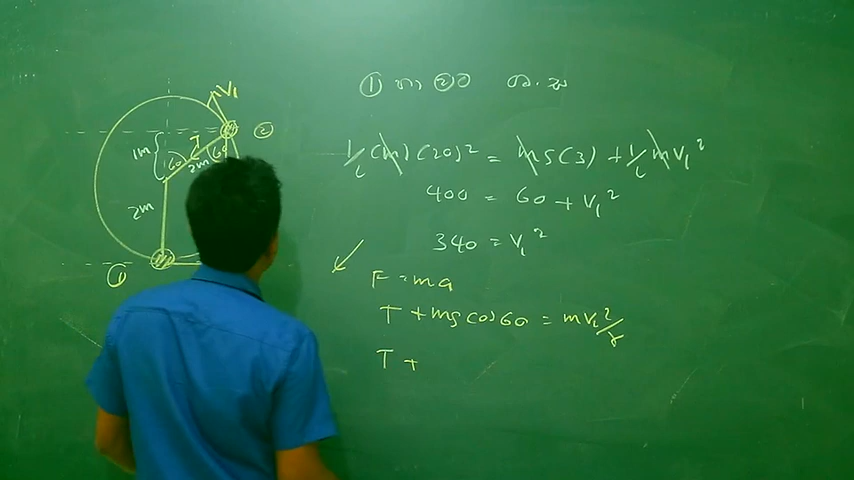 V₁
②
1m
60
60
2m
2m
①
① ②
½ (m) (20)² = mg(3) + ½ mv₁²
400 = 60 + V₁²
340 = V₁²
F = ma
T + mg cos 60 = mv₁²/r
T +